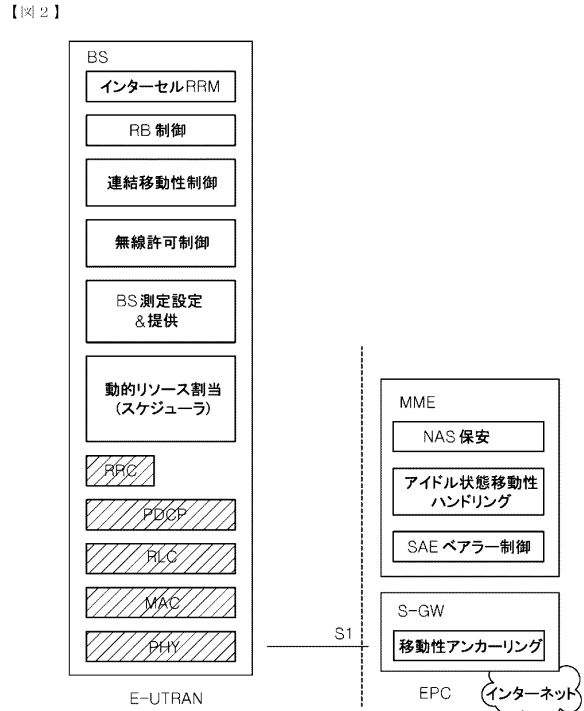 【図2】
BS
インターセルRRM
RB 制御
連結移動性制御
無線許可制御
BS 測定設定
&提供
動的リソース割当
(スケジューラ)
RRC
PDCP
RLC
MAC
PHY
E-UTRAN
S1
MME
NAS 保安
アイドル状態移動性
ハンドリング
SAE ベアラー制御
S-GW
移動性アンカーリング
EPC
インターネット